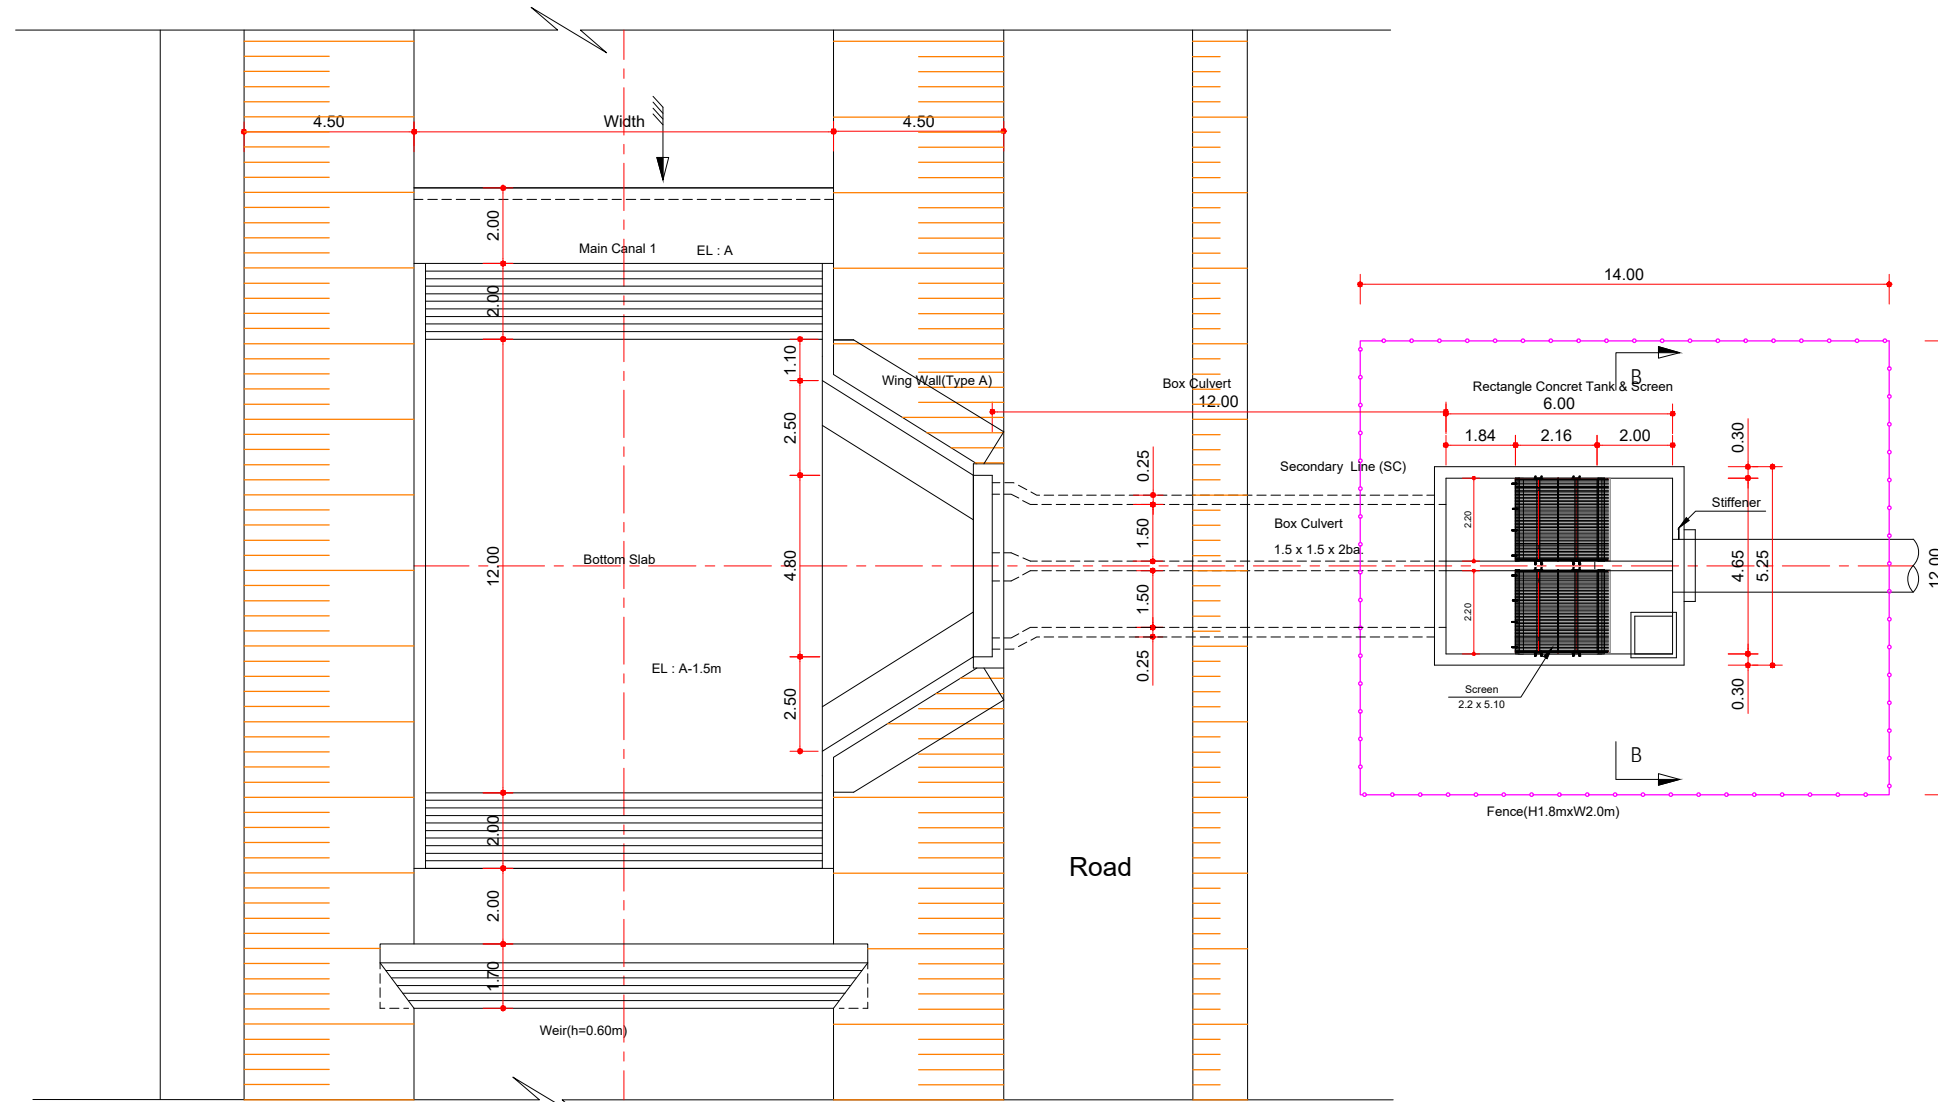 4.50
Width
4.50
2.00
Main Canal 1
EL : A
14.00
2.00
1.10
Wing Wall(Type A)
Box Culvert
12.00
B
Rectangle Concret Tank & Screen
6.00
2.50
1.84
2.16
2.00
0.30
0.25
Secondary Line (SC)
Stiffener
2.20
Box Culvert
1.50
1.5 x 1.5 x 2ba.
12.00
Bottom Slab
4.80
4.65
5.25
12.00
1.50
2.20
EL : A-1.5m
0.25
2.50
Screen
2.2 x 5.10
0.30
B
Fence(H1.8mxW2.0m)
2.00
Road
2.00
1.70
Weir(h=0.60m)